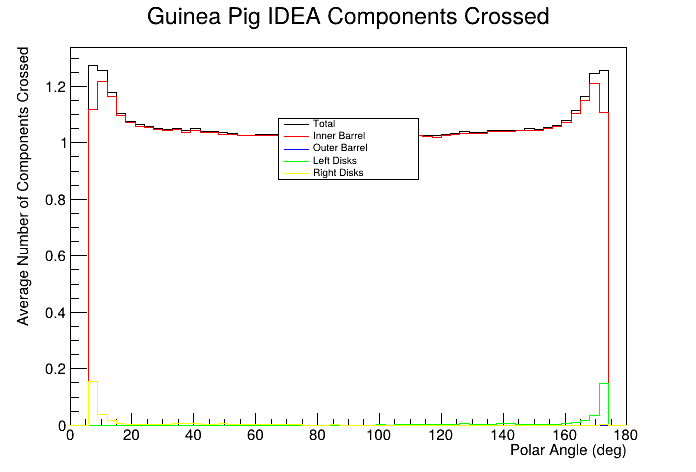 Guinea Pig IDEA Components Crossed
Average Number of Components Crossed
1.2
1
0.8
0.6
0.4
0.2
0
Total
Inner Barrel
Outer Barrel
Left Disks
Right Disks
0 20 40 60 80 100 120 140 160 180
Polar Angle (deg)